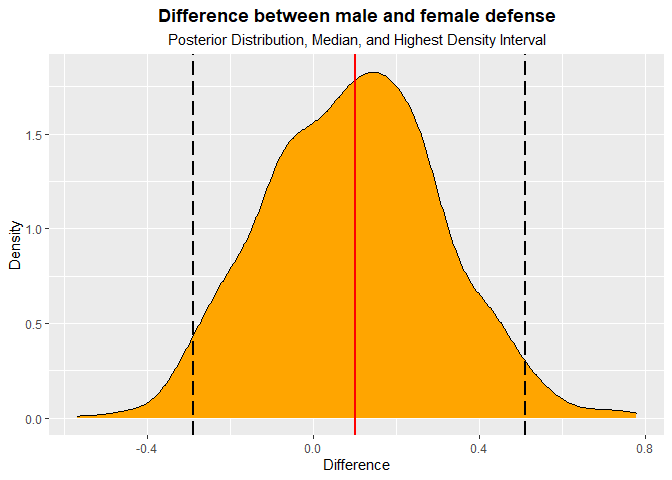 Difference between male and female defense
Posterior Distribution, Median, and Highest Density Interval
Density
1.5
1.0
0.5
0.0
-0.4
0.0
0.4
0.8
Difference